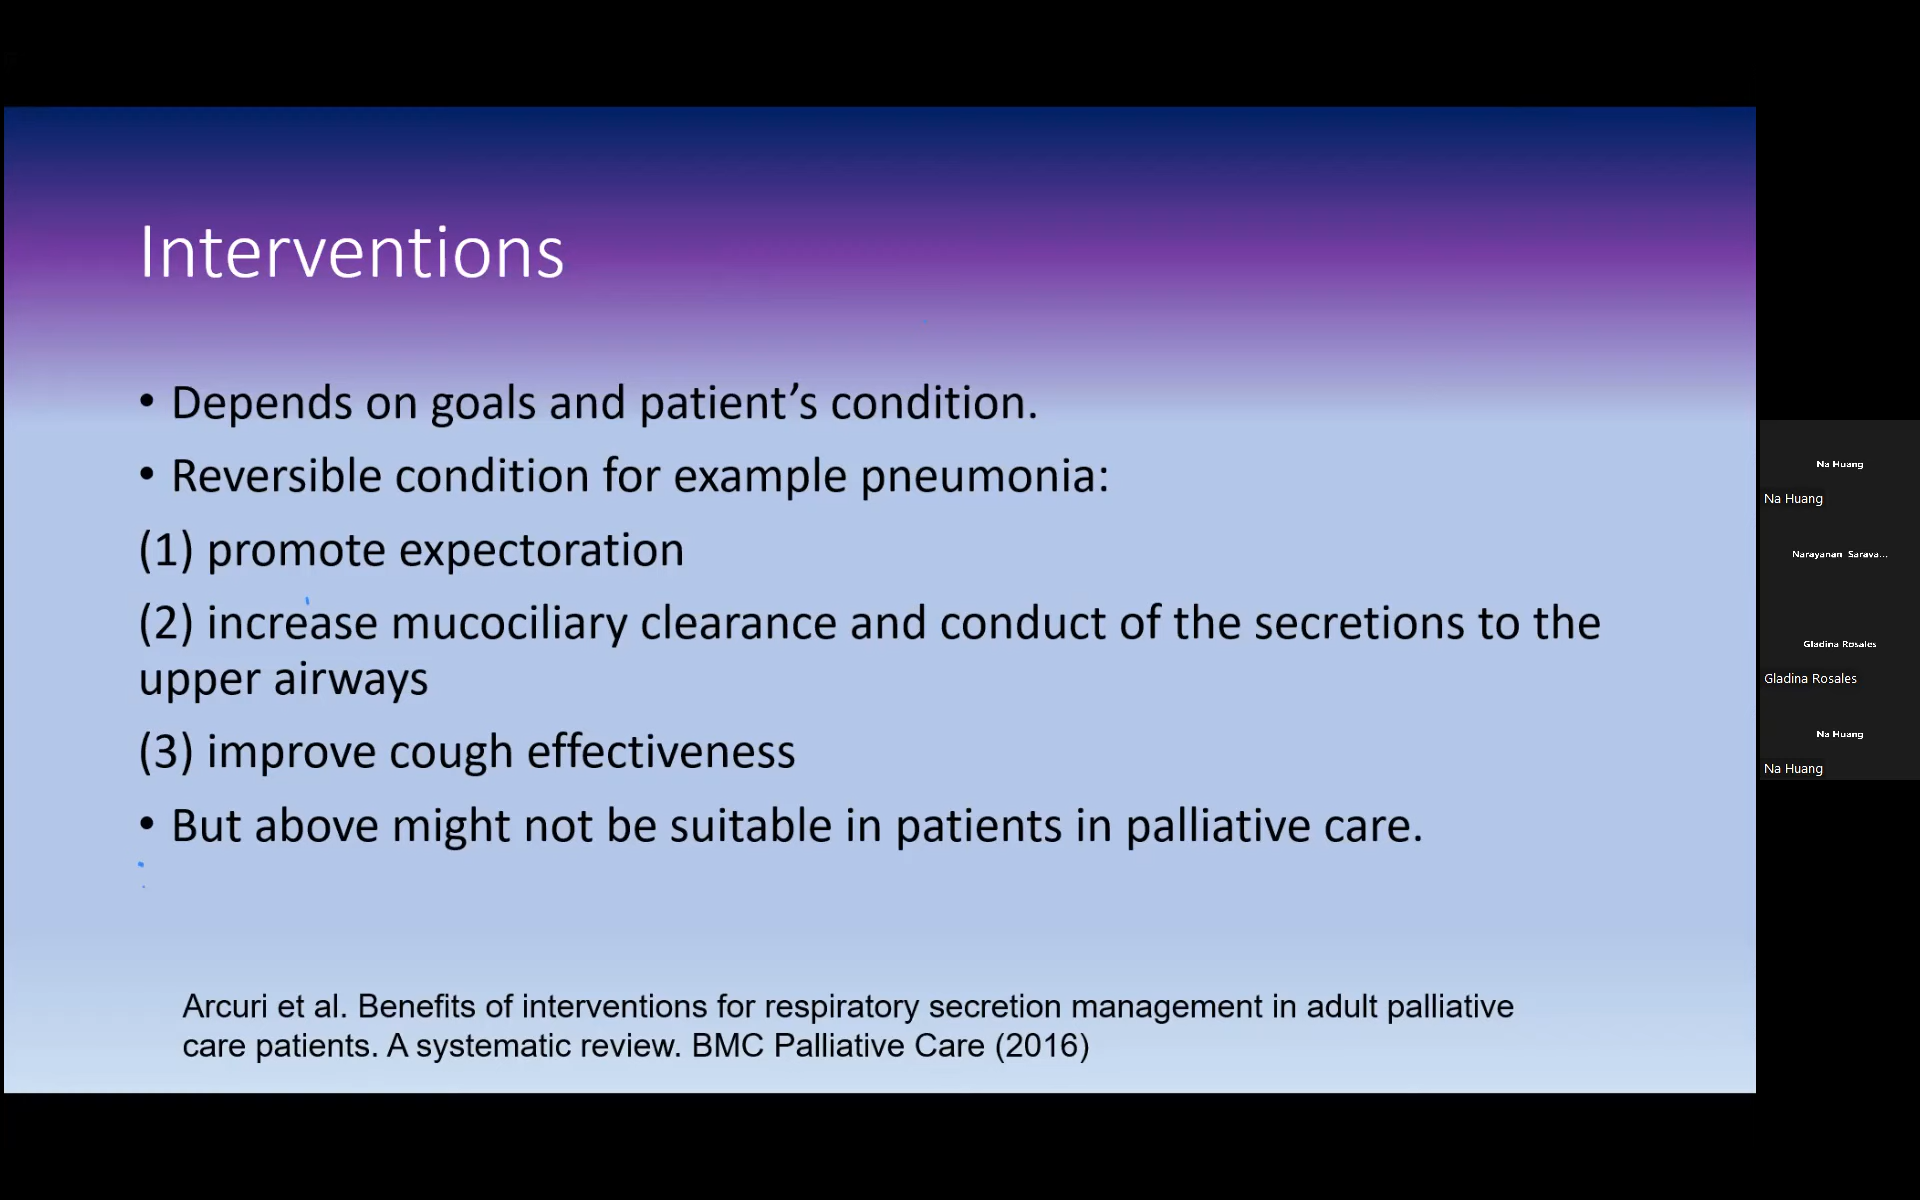 Interventions
• Depends on goals and patient’s condition.
• Reversible condition for example pneumonia:
(1) promote expectoration
(2) increase mucociliary clearance and conduct of the secretions to the
upper airways
(3) improve cough effectiveness
• But above might not be suitable in patients in palliative care.
Arcuri et al. Benefits of interventions for respiratory secretion management in adult palliative
care patients. A systematic review. BMC Palliative Care (2016)
Na Huang
Na Huang
Narayanan Sarava...
Gladina Rosales
Gladina Rosales
Na Huang
Na Huang